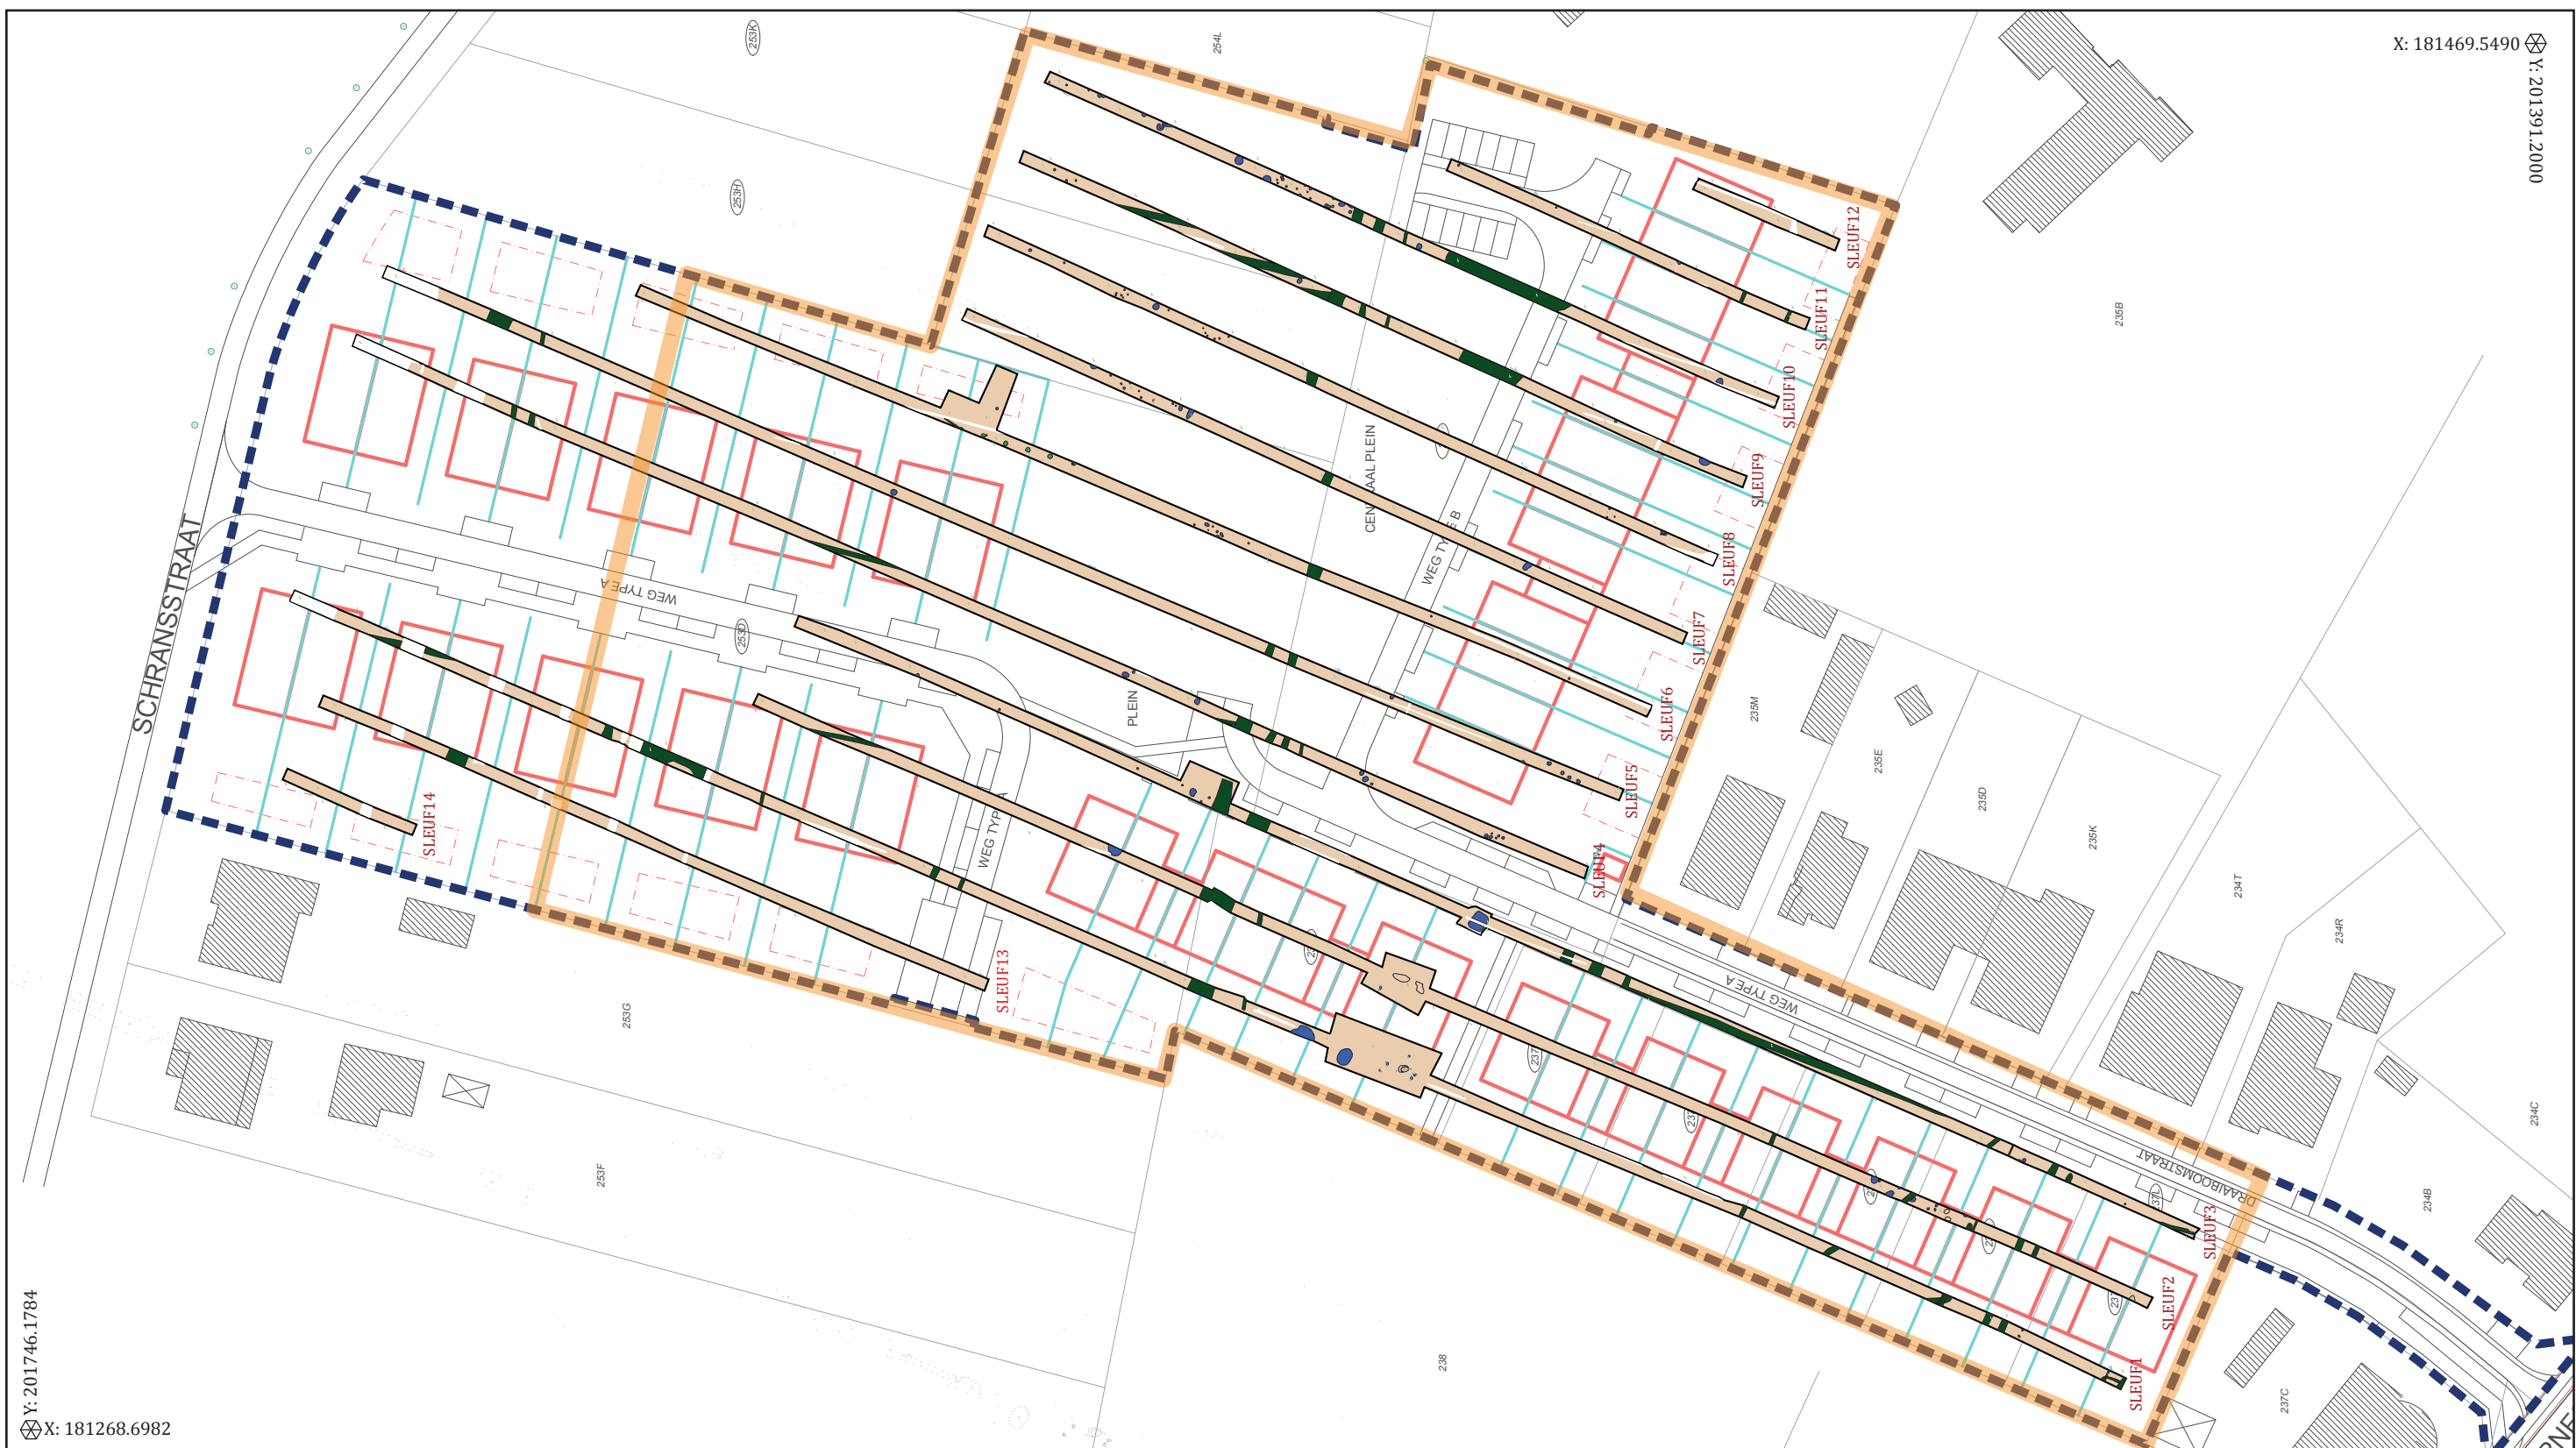 X: 181469.5490
Y: 201391.2000
253K
254L
253H
235B
SLEUF12
SLEUF11
SLEUF10
SLEUF9
SLEUF8
SLEUF7
SLEUF6
SLEUF5
SLEUF4
CENTRAAL PLEIN
WEG TYPE B
SCHRANSSTRAAT
WEG TYPE A
253D
PLEIN
WEG TYPE A
SLEUF14
SLEUF13
253G
253F
235M
235E
235D
235K
234T
234R
234C
234B
WEG TYPE A
DRAAIBOOMSTRAAT
237L
SLEUF3
SLEUF2
SLEUF1
238
237C
Y: 201746.1784
X: 181268.6982